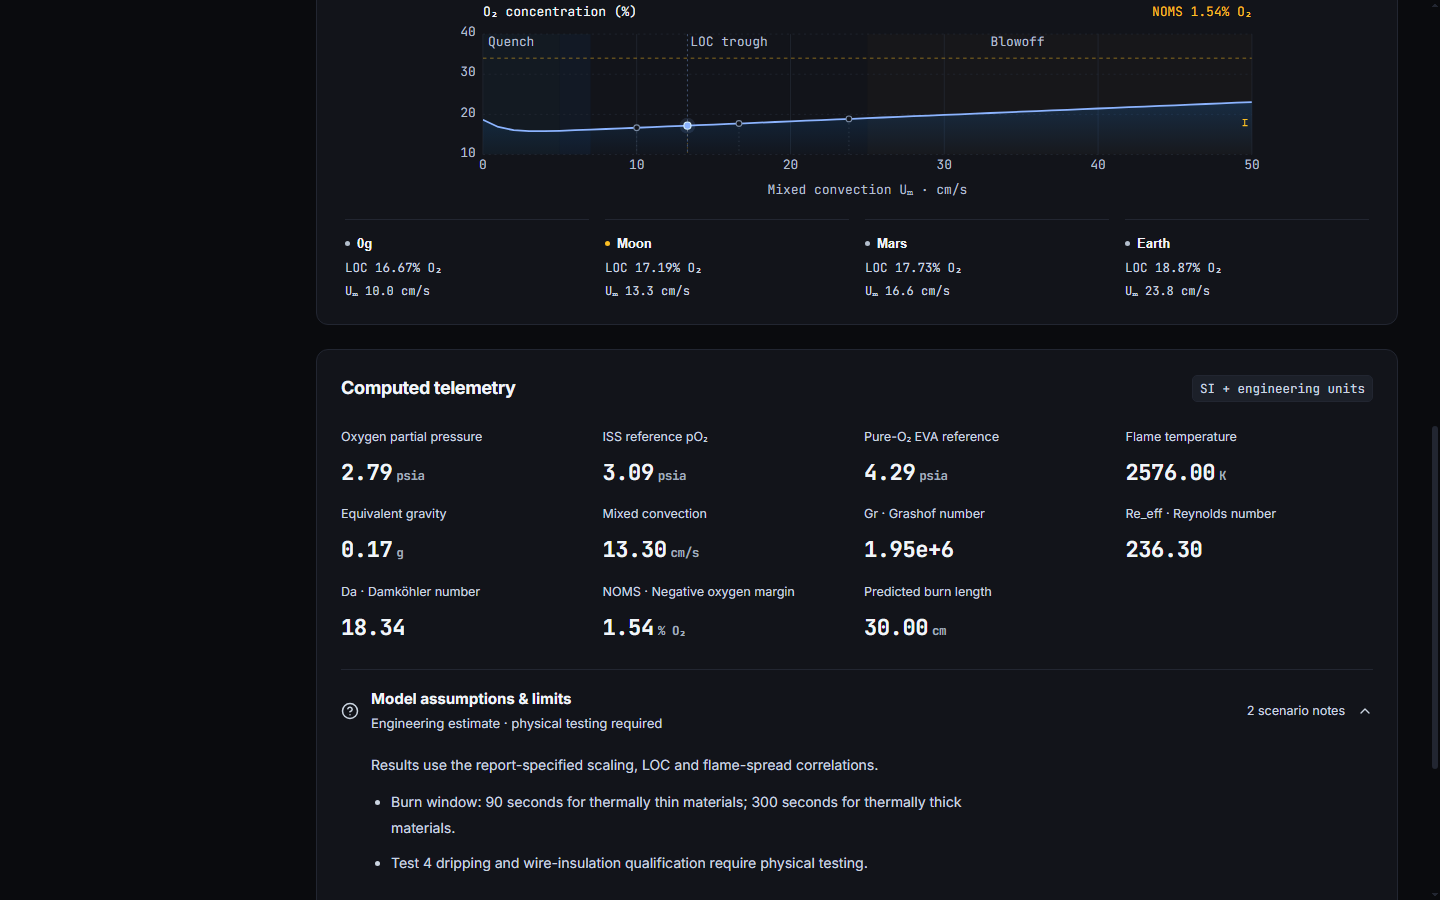 O₂ concentration (%)
NOMS 1.54% O₂
40
30
20
10
Quench
LOC trough
Blowoff
I
0
10
20
30
40
50
Mixed convection Uₘ · cm/s
0g
LOC 16.67% O₂
Uₘ 10.0 cm/s
Moon
LOC 17.19% O₂
Uₘ 13.3 cm/s
Mars
LOC 17.73% O₂
Uₘ 16.6 cm/s
Earth
LOC 18.87% O₂
Uₘ 23.8 cm/s
Computed telemetry
SI + engineering units
Oxygen partial pressure
2.79 psia
ISS reference pO₂
3.09 psia
Pure-O₂ EVA reference
4.29 psia
Flame temperature
2576.00 K
Equivalent gravity
0.17 g
Mixed convection
13.30 cm/s
Gr · Grashof number
1.95e+6
Re_eff · Reynolds number
236.30
Da · Damköhler number
18.34
NOMS · Negative oxygen margin
1.54 % O₂
Predicted burn length
30.00 cm
Model assumptions & limits
Engineering estimate · physical testing required
2 scenario notes
Results use the report-specified scaling, LOC and flame-spread correlations.
• Burn window: 90 seconds for thermally thin materials; 300 seconds for thermally thick
materials.
• Test 4 dripping and wire-insulation qualification require physical testing.